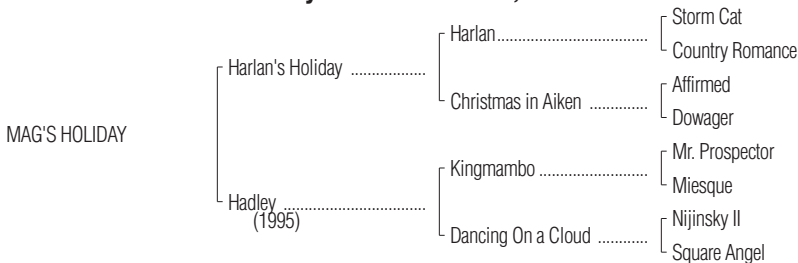 Storm Cat
Harlan....................................
Country Romance
Harlan's Holiday ..................
Affirmed
Christmas in Aiken ..............
Dowager
MAG'S HOLIDAY
Mr. Prospector
Kingmambo ..........................
Miesque
Hadley ..................................
(1995)
Nijinsky II
Dancing On a Cloud ............
Square Angel